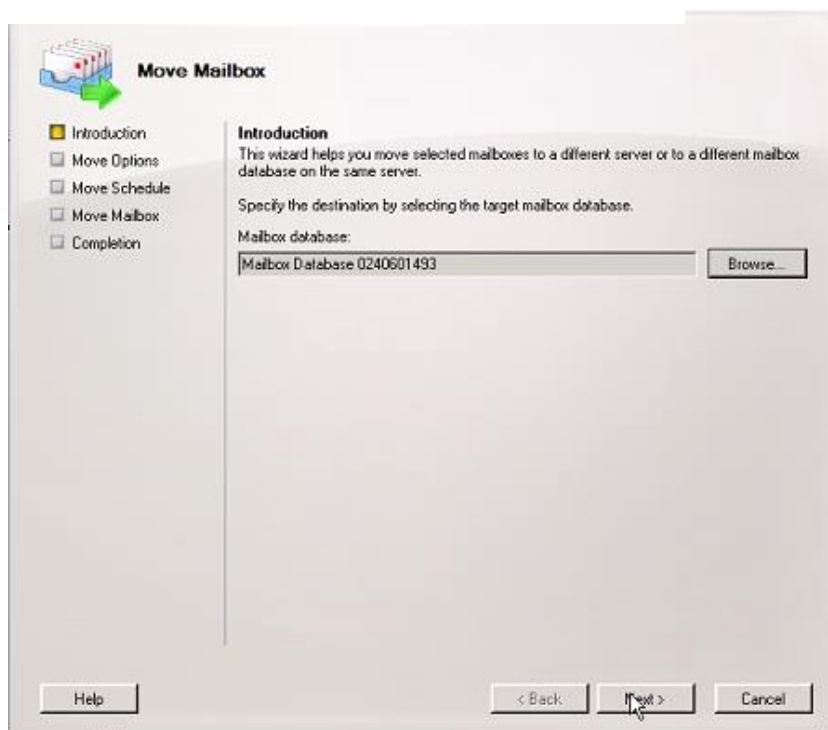 Move Mailbox
Introduction
Move Options
Move Schedule
Move Mailbox
Completion
Introduction
This wizard helps you move selected mailboxes to a different server or to a different mailbox
database on the same server.
Specify the destination by selecting the target mailbox database.
Mailbox database:
Mailbox Database 0240601493
Browse...
Help
< Back
Next >
Cancel